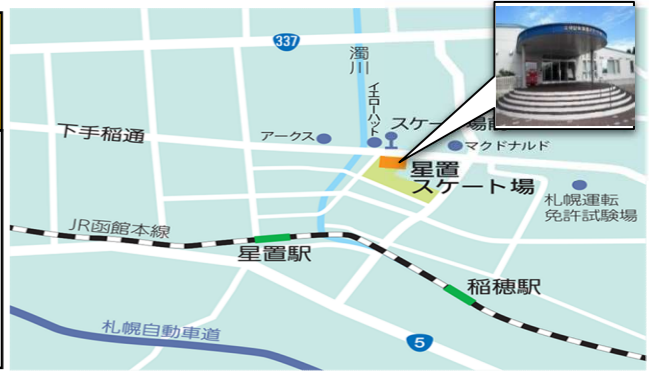 337
濁川
イエローハット
下手稲通
アークス
スケート場前
マクドナルド
星置
スケート場
札幌運転
免許試験場
JR函館本線
星置駅
稲穂駅
札幌自動車道
5